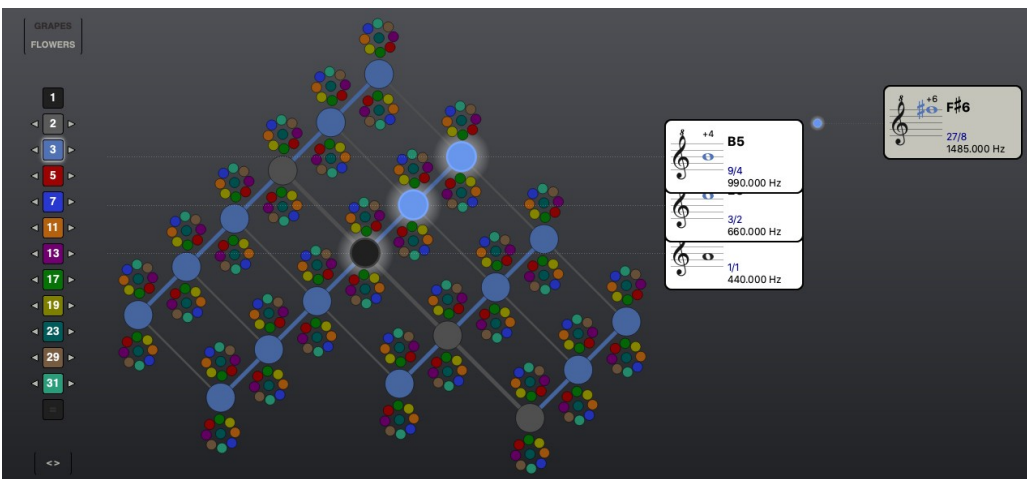 GRAPES
FLOWERS
1
2
3
5
7
11
13
17
19
23
29
31
<>
+4
B5
9/4
990.000 Hz
3/2
660.000 Hz
1/1
440.000 Hz
+6
F♯6
27/8
1485.000 Hz